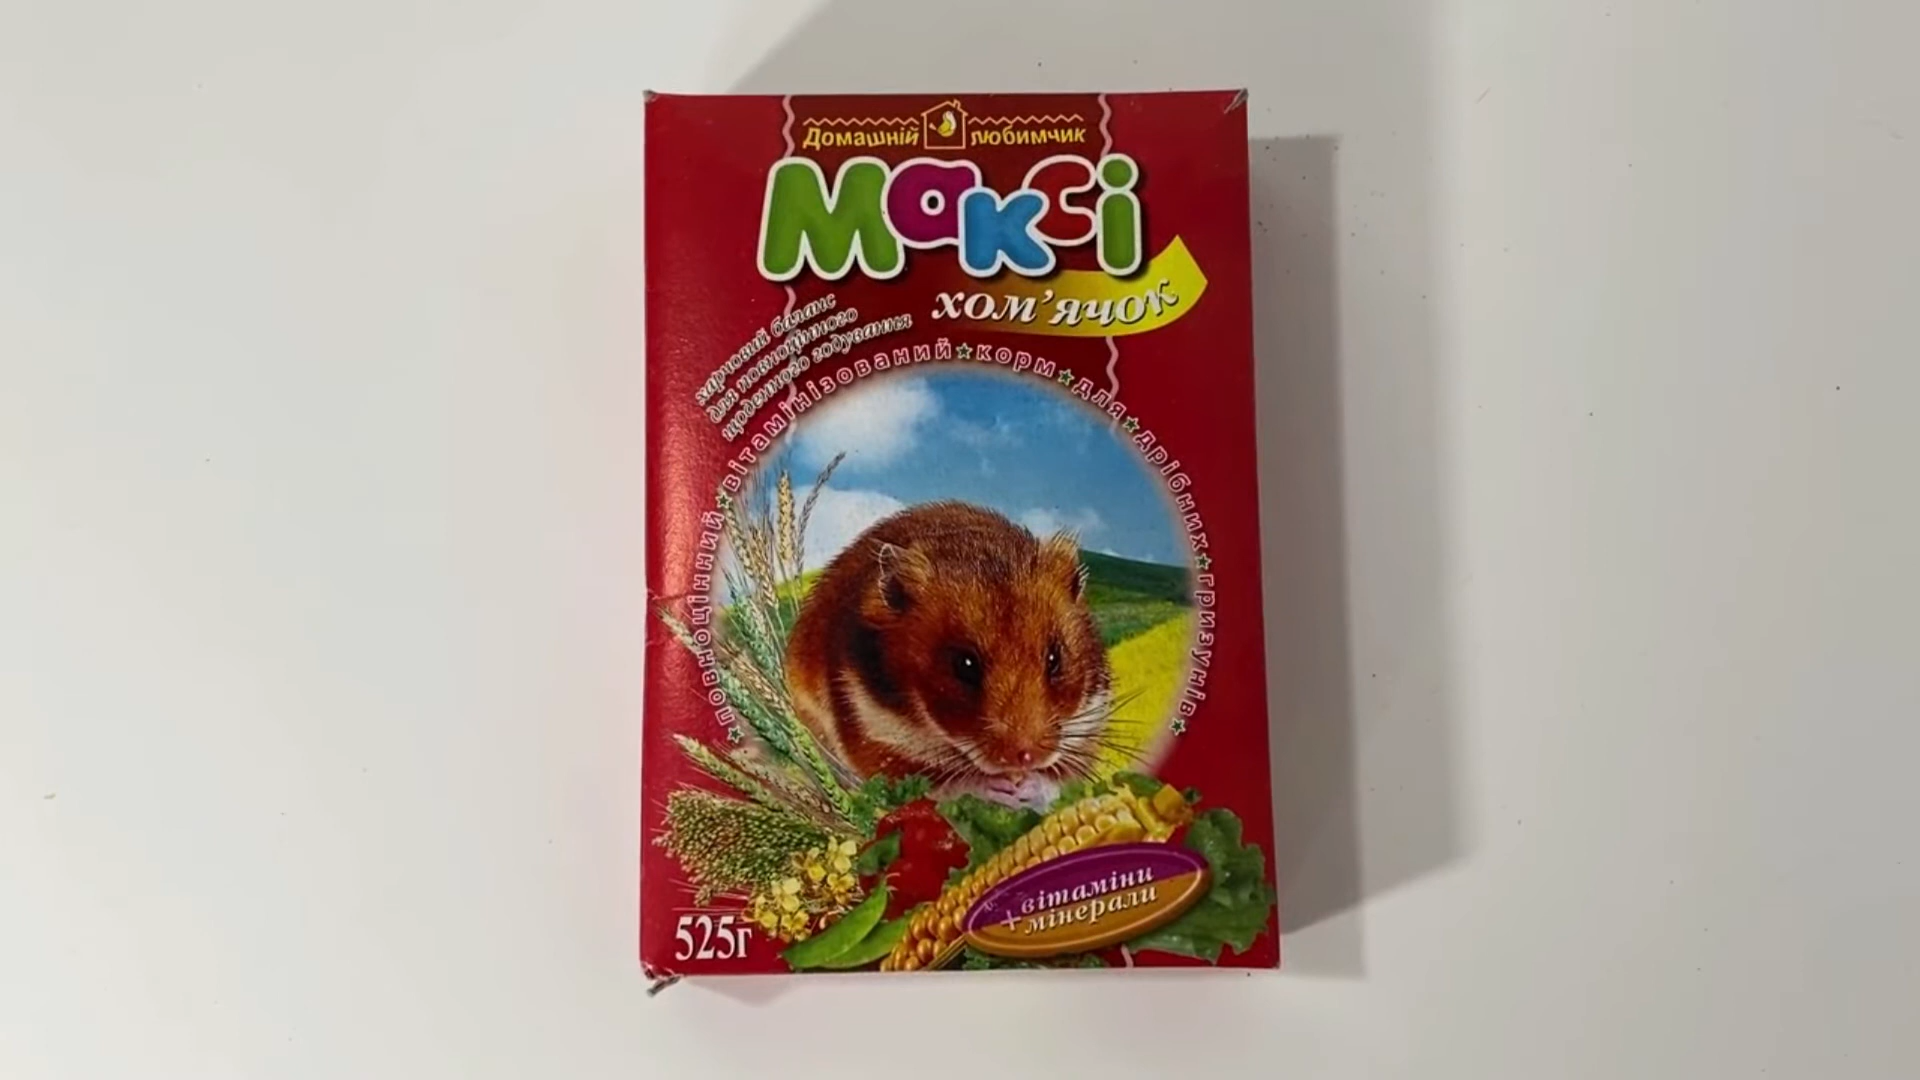 Домашній любимчик
Максі
хом'ячок
харчовий баланс
для повноцінного
щоденного годування
повноцінний вітамінізований корм для дрібних гризунів
вітаміни
+ мінерали
525г